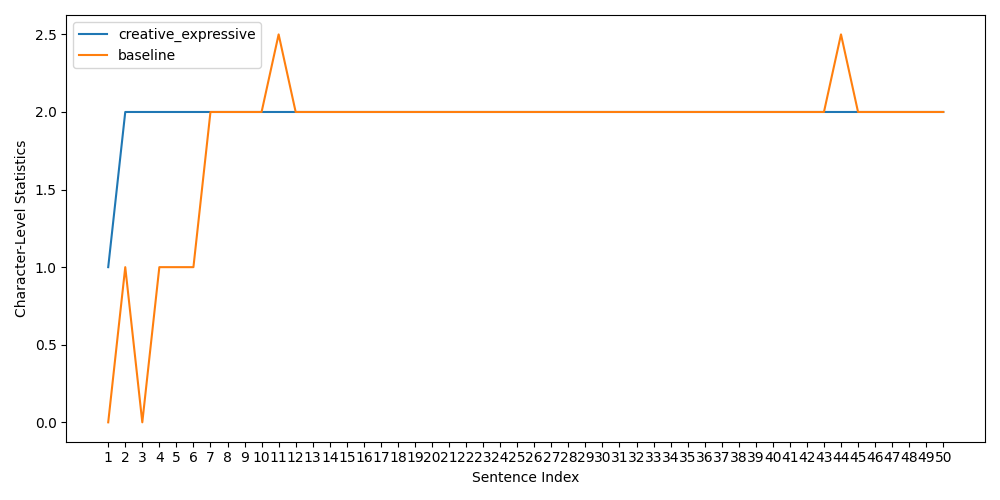 creative_expressive
baseline
2.5
2.0
1.5
1.0
0.5
0.0
Character-Level Statistics
1 2 3 4 5 6 7 8 9 10 11 12 13 14 15 16 17 18 19 20 21 22 23 24 25 26 27 28 29 30 31 32 33 34 35 36 37 38 39 40 41 42 43 44 45 46 47 48 49 50
Sentence Index